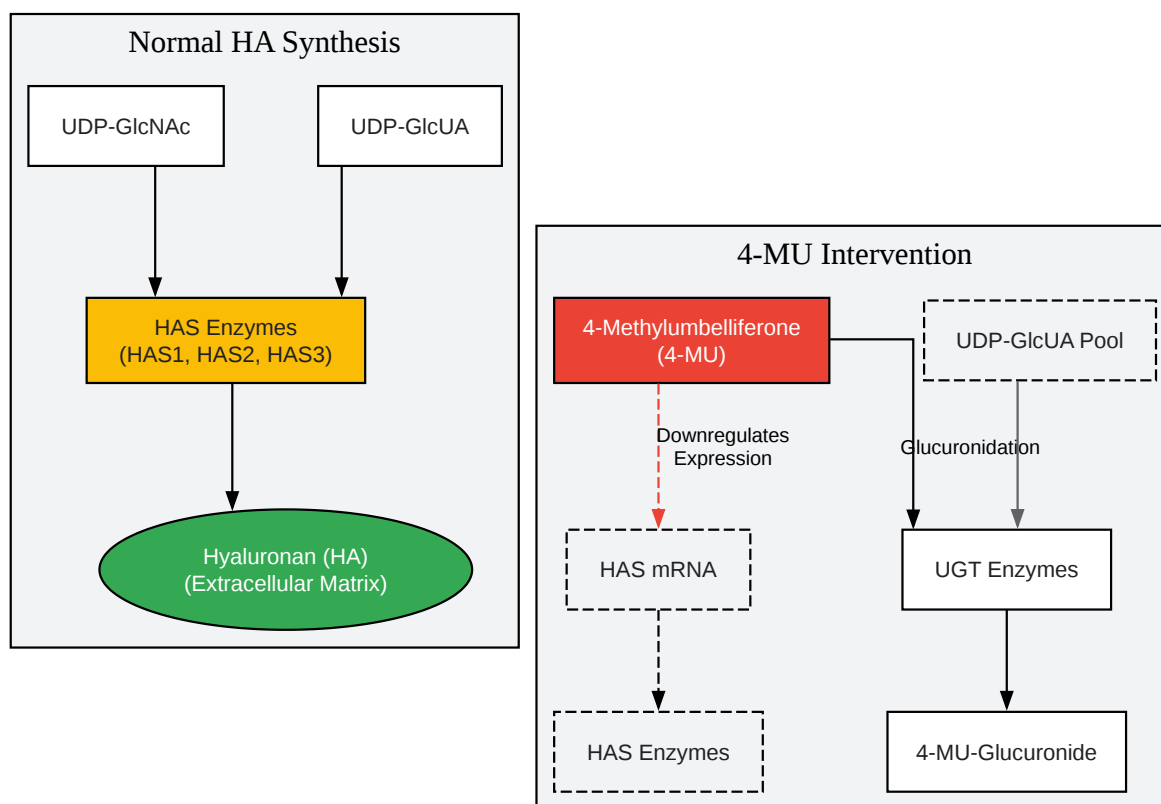 Normal HA Synthesis
UDP-GlcNAc
UDP-GlcUA
HAS Enzymes
(HAS1, HAS2, HAS3)
Hyaluronan (HA)
(Extracellular Matrix)
4-MU Intervention
4-Methylumbelliferone
(4-MU)
UDP-GlcUA Pool
Downregulates
Expression
Glucuronidation
HAS mRNA
UGT Enzymes
HAS Enzymes
4-MU-Glucuronide